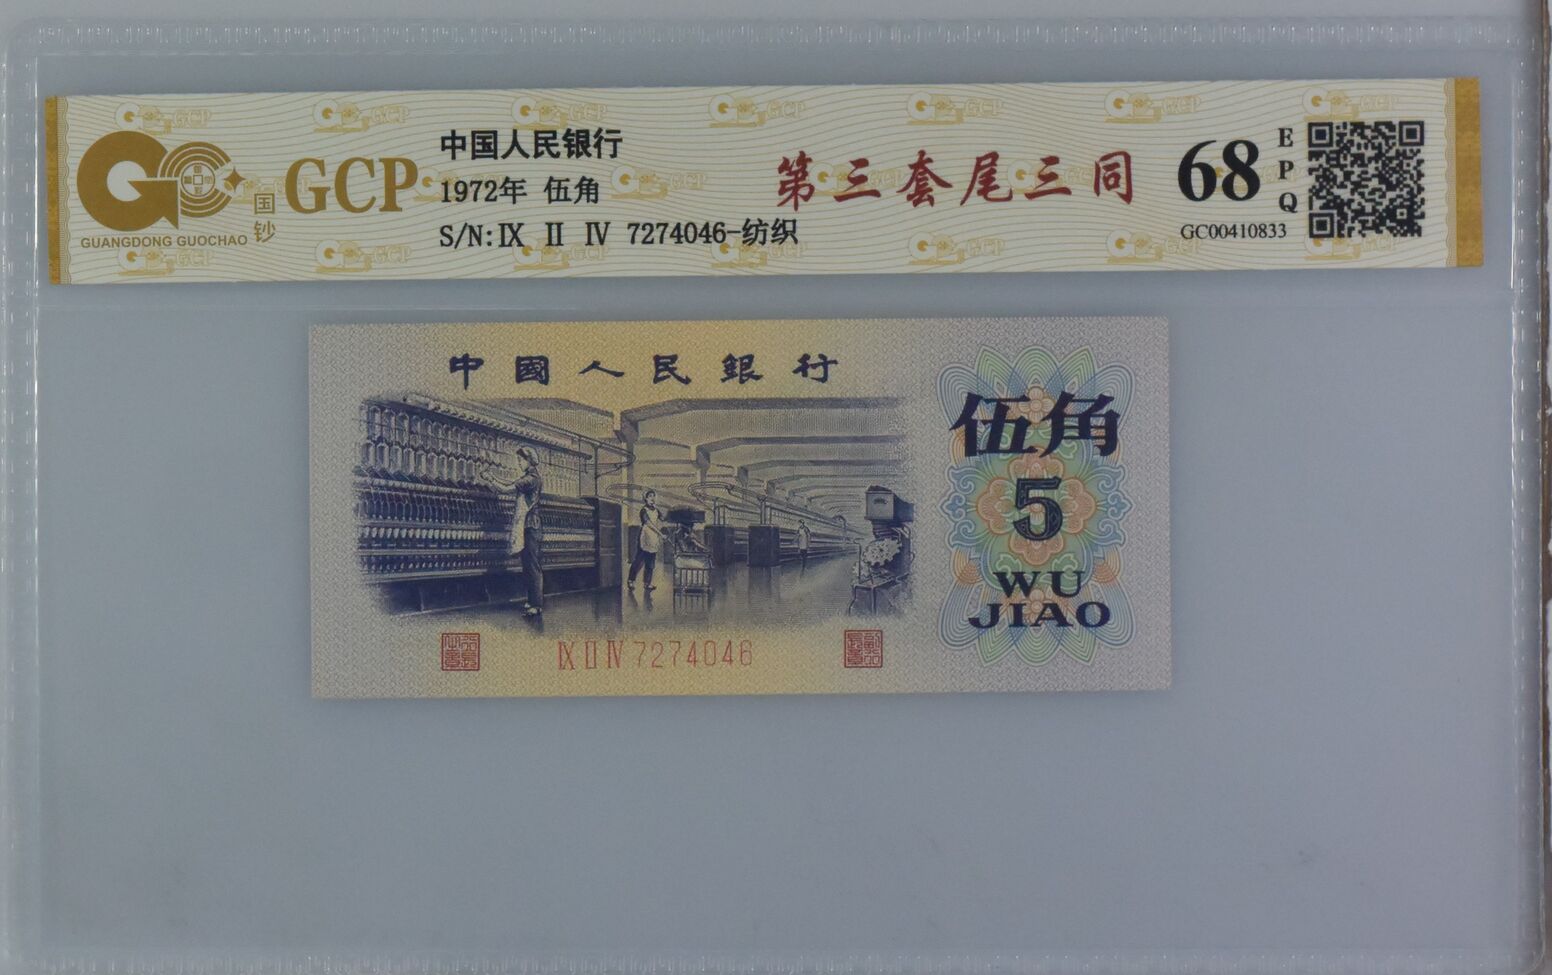 GUANGDONG GUOCHAO
国钞
GCP
中国人民银行
1972年 伍角
S/N:Ⅸ Ⅱ Ⅳ 7274046-纺织
第三套尾三同
68
EPQ
GC00410833
中國人民銀行
伍角
5
WU
JIAO
Ⅸ Ⅱ Ⅳ 7274046